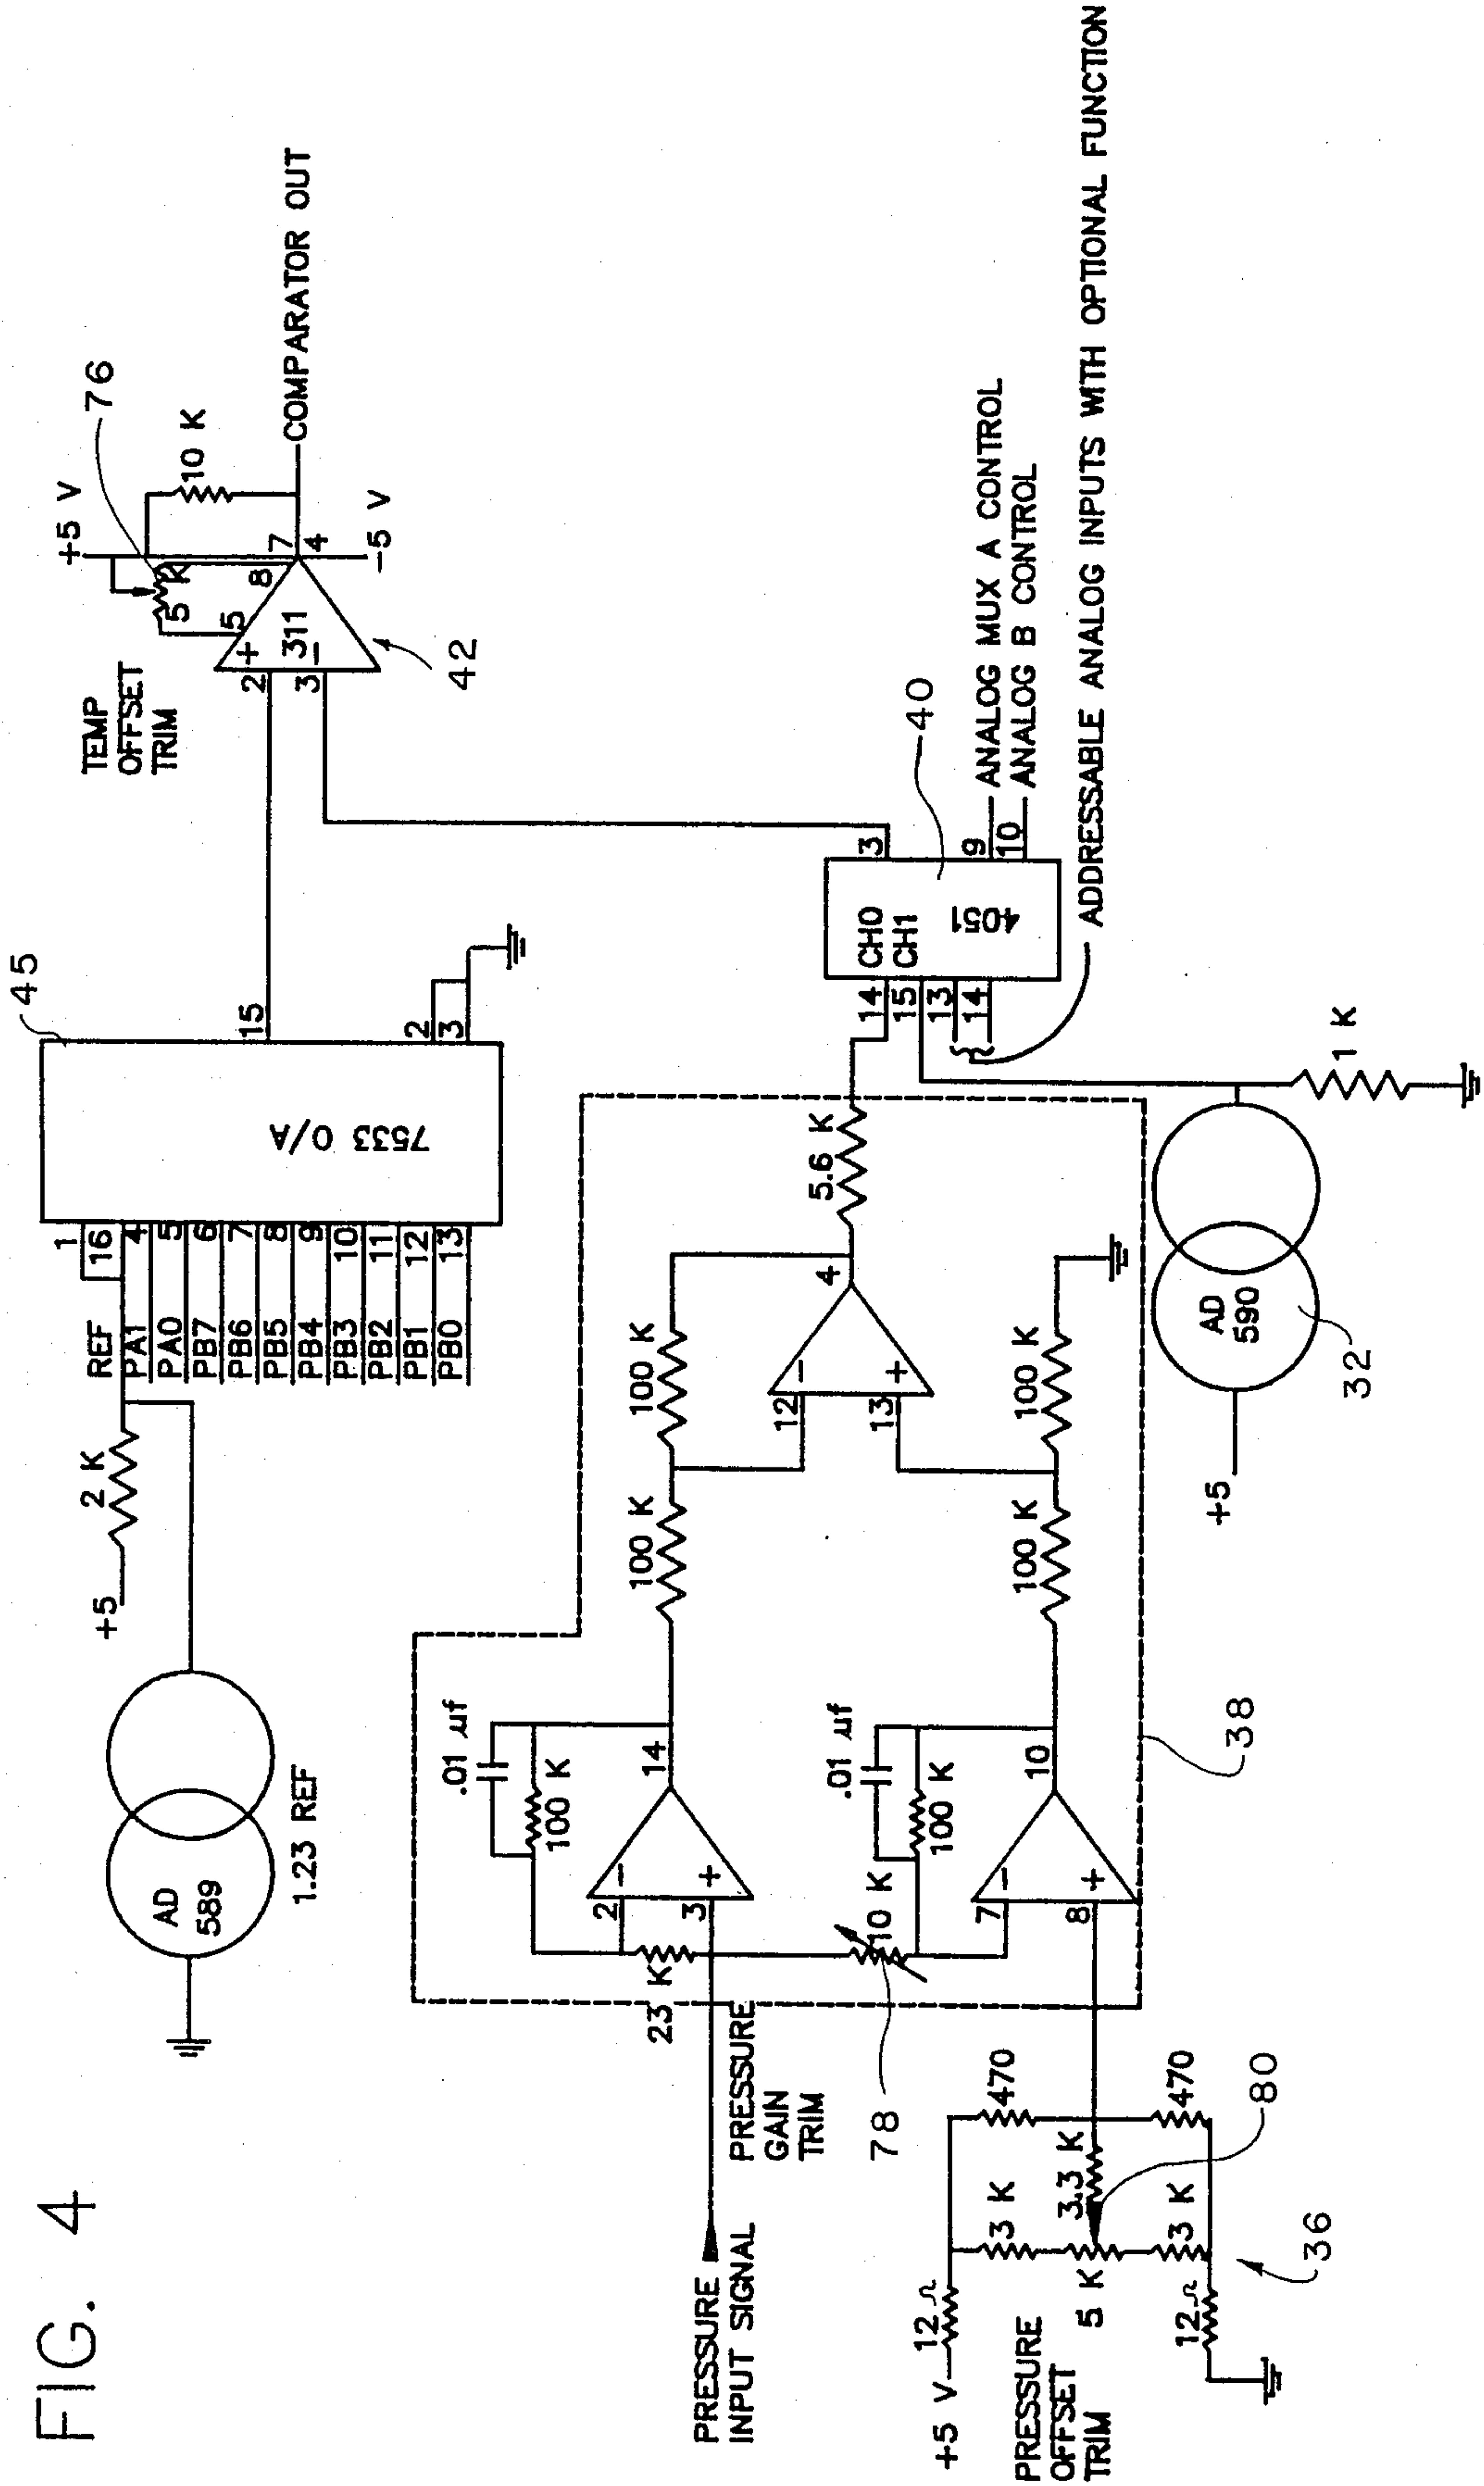 FIG. 4
AD
589
1.23 REF
+5
2 K
REF
PA1
PA0
PB7
PB6
PB5
PB4
PB3
PB2
PB1
PB0
1
16
4
5
6
7
8
9
10
11
12
13
7533 O/A
45
15
2
3
TEMP
OFFSET
TRIM
+5 V
76
5 K
10 K
5
8
2
3
+
−
311
7
4
−5 V
COMPARATOR OUT
42
PRESSURE
INPUT SIGNAL
PRESSURE
GAIN
TRIM
23 K
78
10 K
.01 µf
100 K
2
3
−
+
14
.01 µf
100 K
7
8
−
+
10
100 K
100 K
12
13
−
+
4
100 K
100 K
5.6 K
38
14
15
13
14
CH0
CH1
4051
3
9
10
40
ANALOG MUX A CONTROL
ANALOG B CONTROL
ADDRESSABLE ANALOG INPUTS WITH OPTIONAL FUNCTION
+5 V
12 Ω
PRESSURE
OFFSET
TRIM
5 K
3 K
3.3 K
3 K
470
470
12 Ω
80
36
+5
AD
590
32
1 K